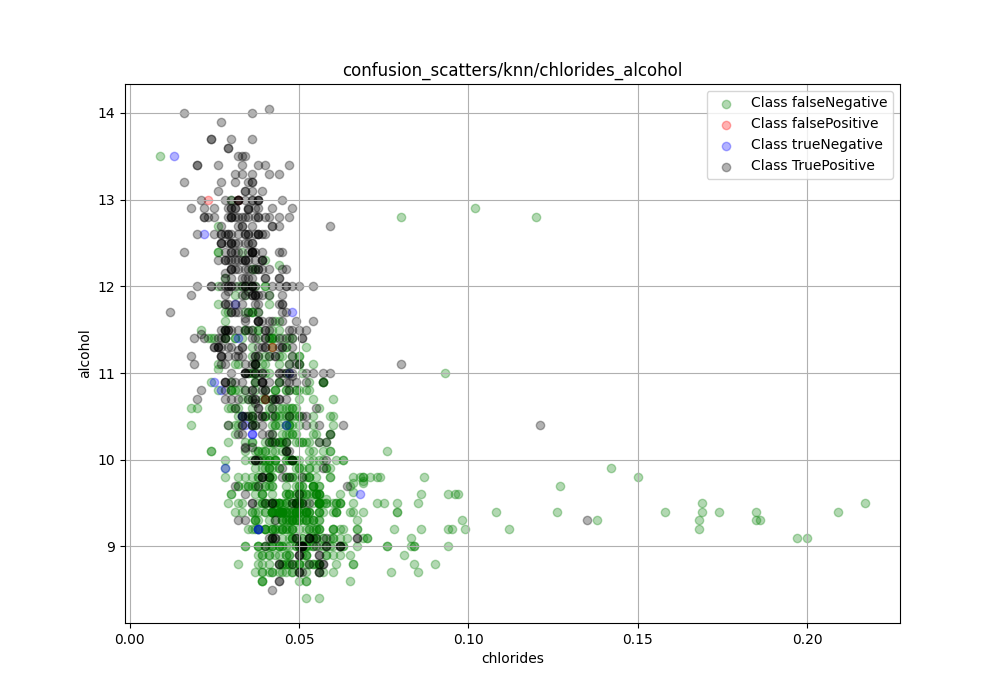 confusion_scatters/knn/chlorides_alcohol
Class falseNegative
Class falsePositive
Class trueNegative
Class TruePositive
14
13
12
11
10
9
alcohol
0.00
0.05
0.10
0.15
0.20
chlorides